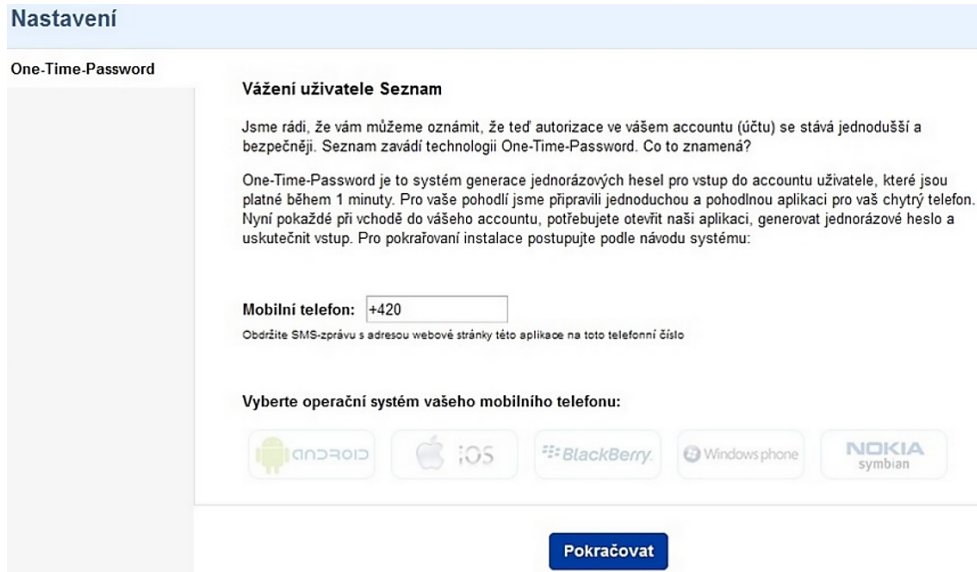 Nastavení
One-Time-Password
Vážení uživatele Seznam
Jsme rádi, že vám můžeme oznámit, že teď autorizace ve vášem accountu (účtu) se stává jednodušší a
bezpečněji. Seznam zavádí technologii One-Time-Password. Co to znamená?
One-Time-Password je to systém generace jednorázových hesel pro vstup do accountu uživatele, které jsou
platné během 1 minuty. Pro vaše pohodlí jsme připravili jednoduchou a pohodlnou aplikaci pro vaš chytrý telefon.
Nyní pokaždé při vchodě do vášeho accountu, potřebujete otevřit naši aplikaci, generovat jednorázové heslo a
uskutečnit vstup. Pro pokrařovaní instalace postupujte podle návodu systému:
Mobilní telefon: +420
Obdržíte SMS-zprávu s adresou webové stránky této aplikace na toto telefonní číslo
Vyberte operační systém vašeho mobilního telefonu:
ANDROID iOS BlackBerry. Windows phone NOKIA
symbian
Pokračovat